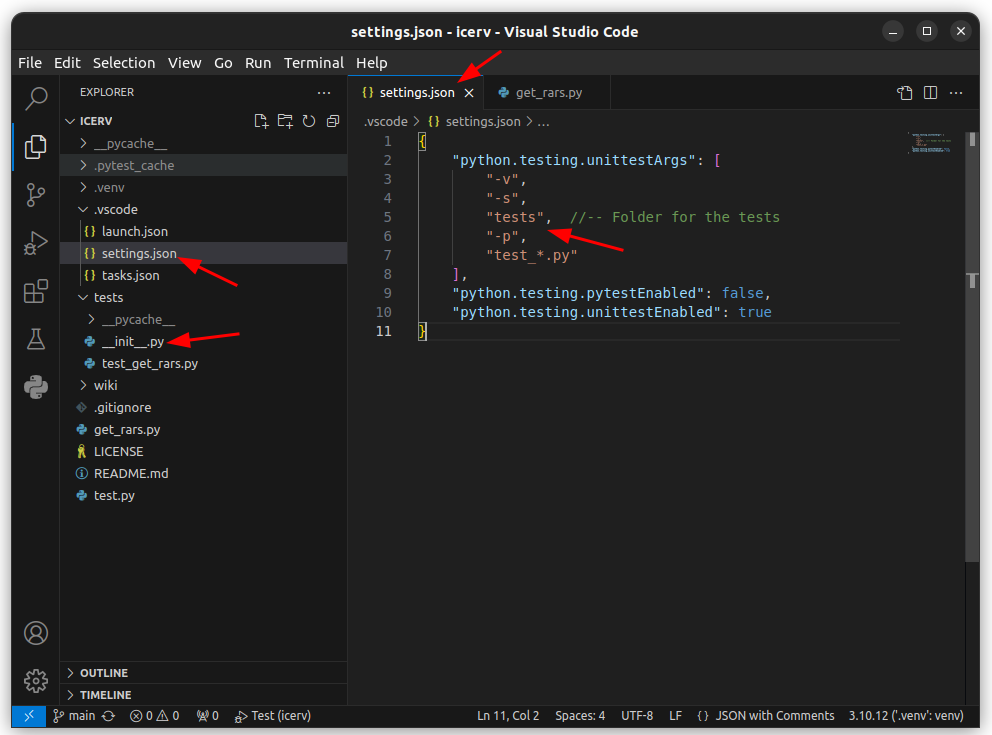 settings.json - icerv - Visual Studio Code
File Edit Selection View Go Run Terminal Help
EXPLORER
ICERV
__pycache__
.pytest_cache
.venv
.vscode
launch.json
settings.json
tasks.json
tests
__pycache__
__init__.py
test_get_rars.py
wiki
.gitignore
get_rars.py
LICENSE
README.md
test.py
OUTLINE
TIMELINE
{} settings.json
get_rars.py
.vscode > {} settings.json > ...
1 {
2 "python.testing.unittestArgs": [
3 "-v",
4 "-s",
5 "tests", //-- Folder for the tests
6 "-p",
7 "test_*.py"
8 ],
9 "python.testing.pytestEnabled": false,
10 "python.testing.unittestEnabled": true
11 }
main 0 0 0 Test (icerv) Ln 11, Col 2 Spaces: 4 UTF-8 LF {} JSON with Comments 3.10.12 ('.venv': venv)